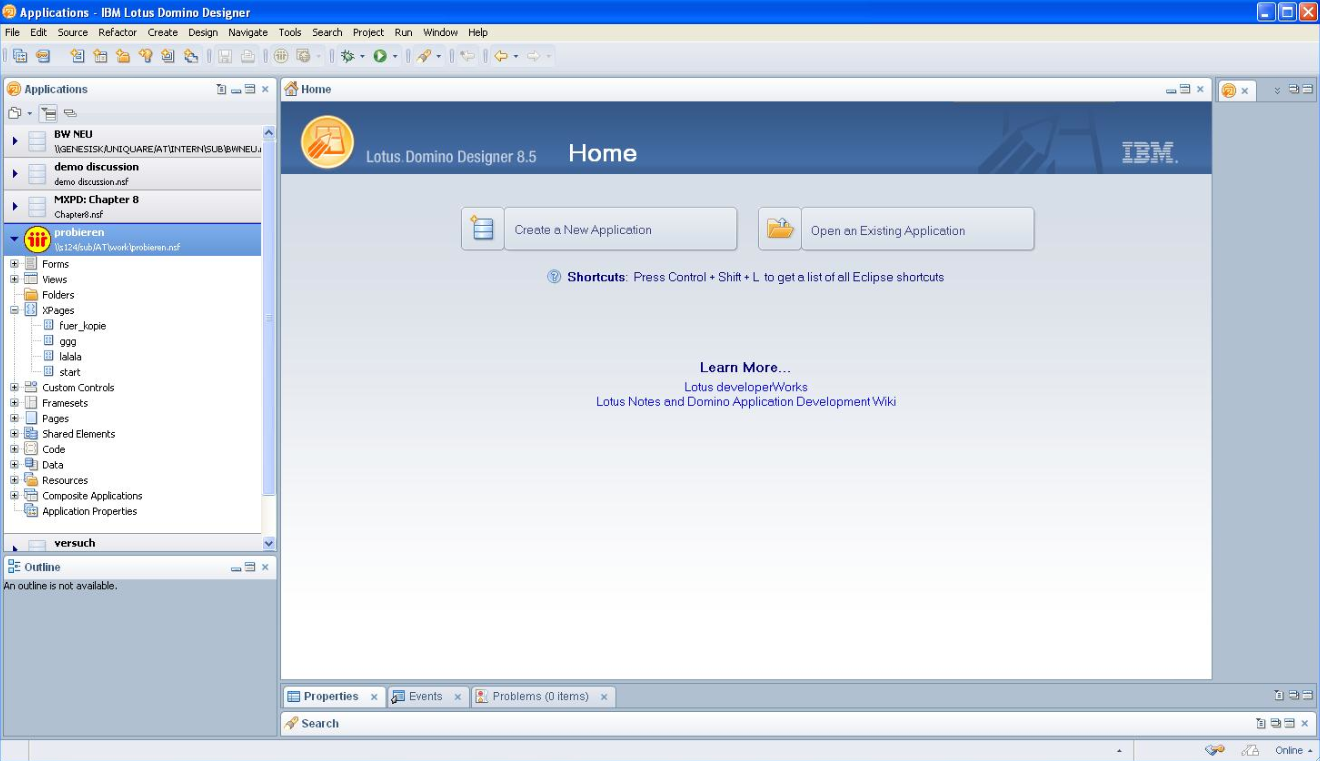 Applications - IBM Lotus Domino Designer
File Edit Source Refactor Create Design Navigate Tools Search Project Run Window Help
Applications
BW NEU
\\GENESISK/UNIQUARE/AT\INTERN\SUB\BWNEU.
demo discussion
demo discussion.nsf
MXPD: Chapter 8
Chapter8.nsf
probieren
\\s124/sub/AT\work\probieren.nsf
Forms
Views
Folders
XPages
fuer_kopie
ggg
lalala
start
Custom Controls
Framesets
Pages
Shared Elements
Code
Data
Resources
Composite Applications
Application Properties
versuch
Outline
An outline is not available.
Home
Lotus. Domino Designer 8.5 Home
IBM.
Create a New Application
Open an Existing Application
Shortcuts: Press Control + Shift + L to get a list of all Eclipse shortcuts
Learn More...
Lotus developerWorks
Lotus Notes and Domino Application Development Wiki
Properties Events Problems (0 items)
Search
Online